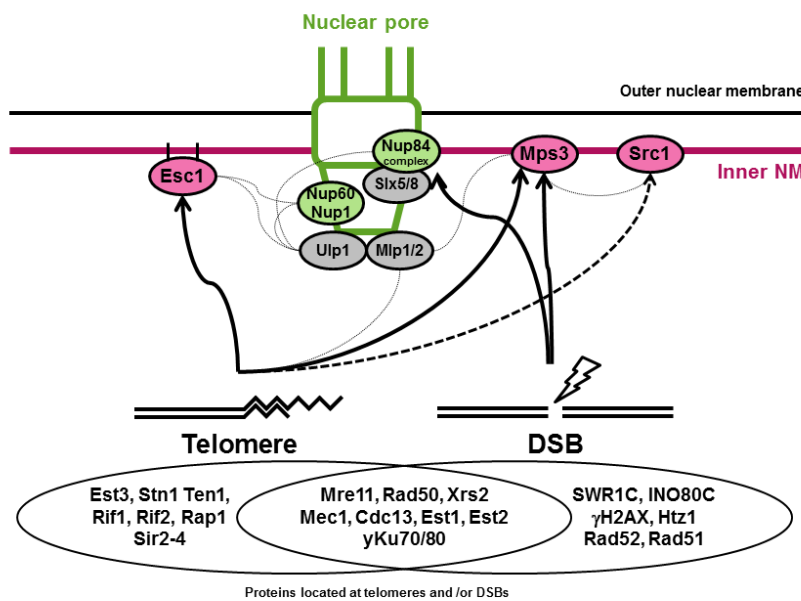 Nuclear pore
Outer nuclear membrane
Nup84
complex
Mps3
Src1
Inner NM
Esc1
Slx5/8
Nup60
Nup1
Ulp1
Mlp1/2
Telomere
DSB
Est3, Stn1 Ten1,
Rif1, Rif2, Rap1
Sir2-4
Mre11, Rad50, Xrs2
Mec1, Cdc13, Est1, Est2
yKu70/80
SWR1C, INO80C
γH2AX, Htz1
Rad52, Rad51
Proteins located at telomeres and /or DSBs